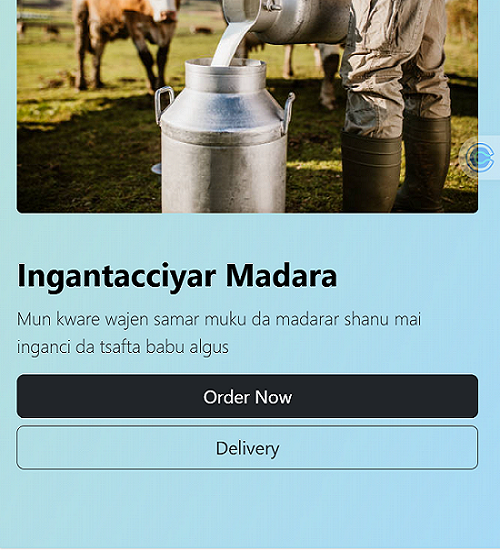 Ingantacciyar Madara
Mun kware wajen samar muku da madarar shanu mai
inganci da tsafta babu algus
Order Now
Delivery